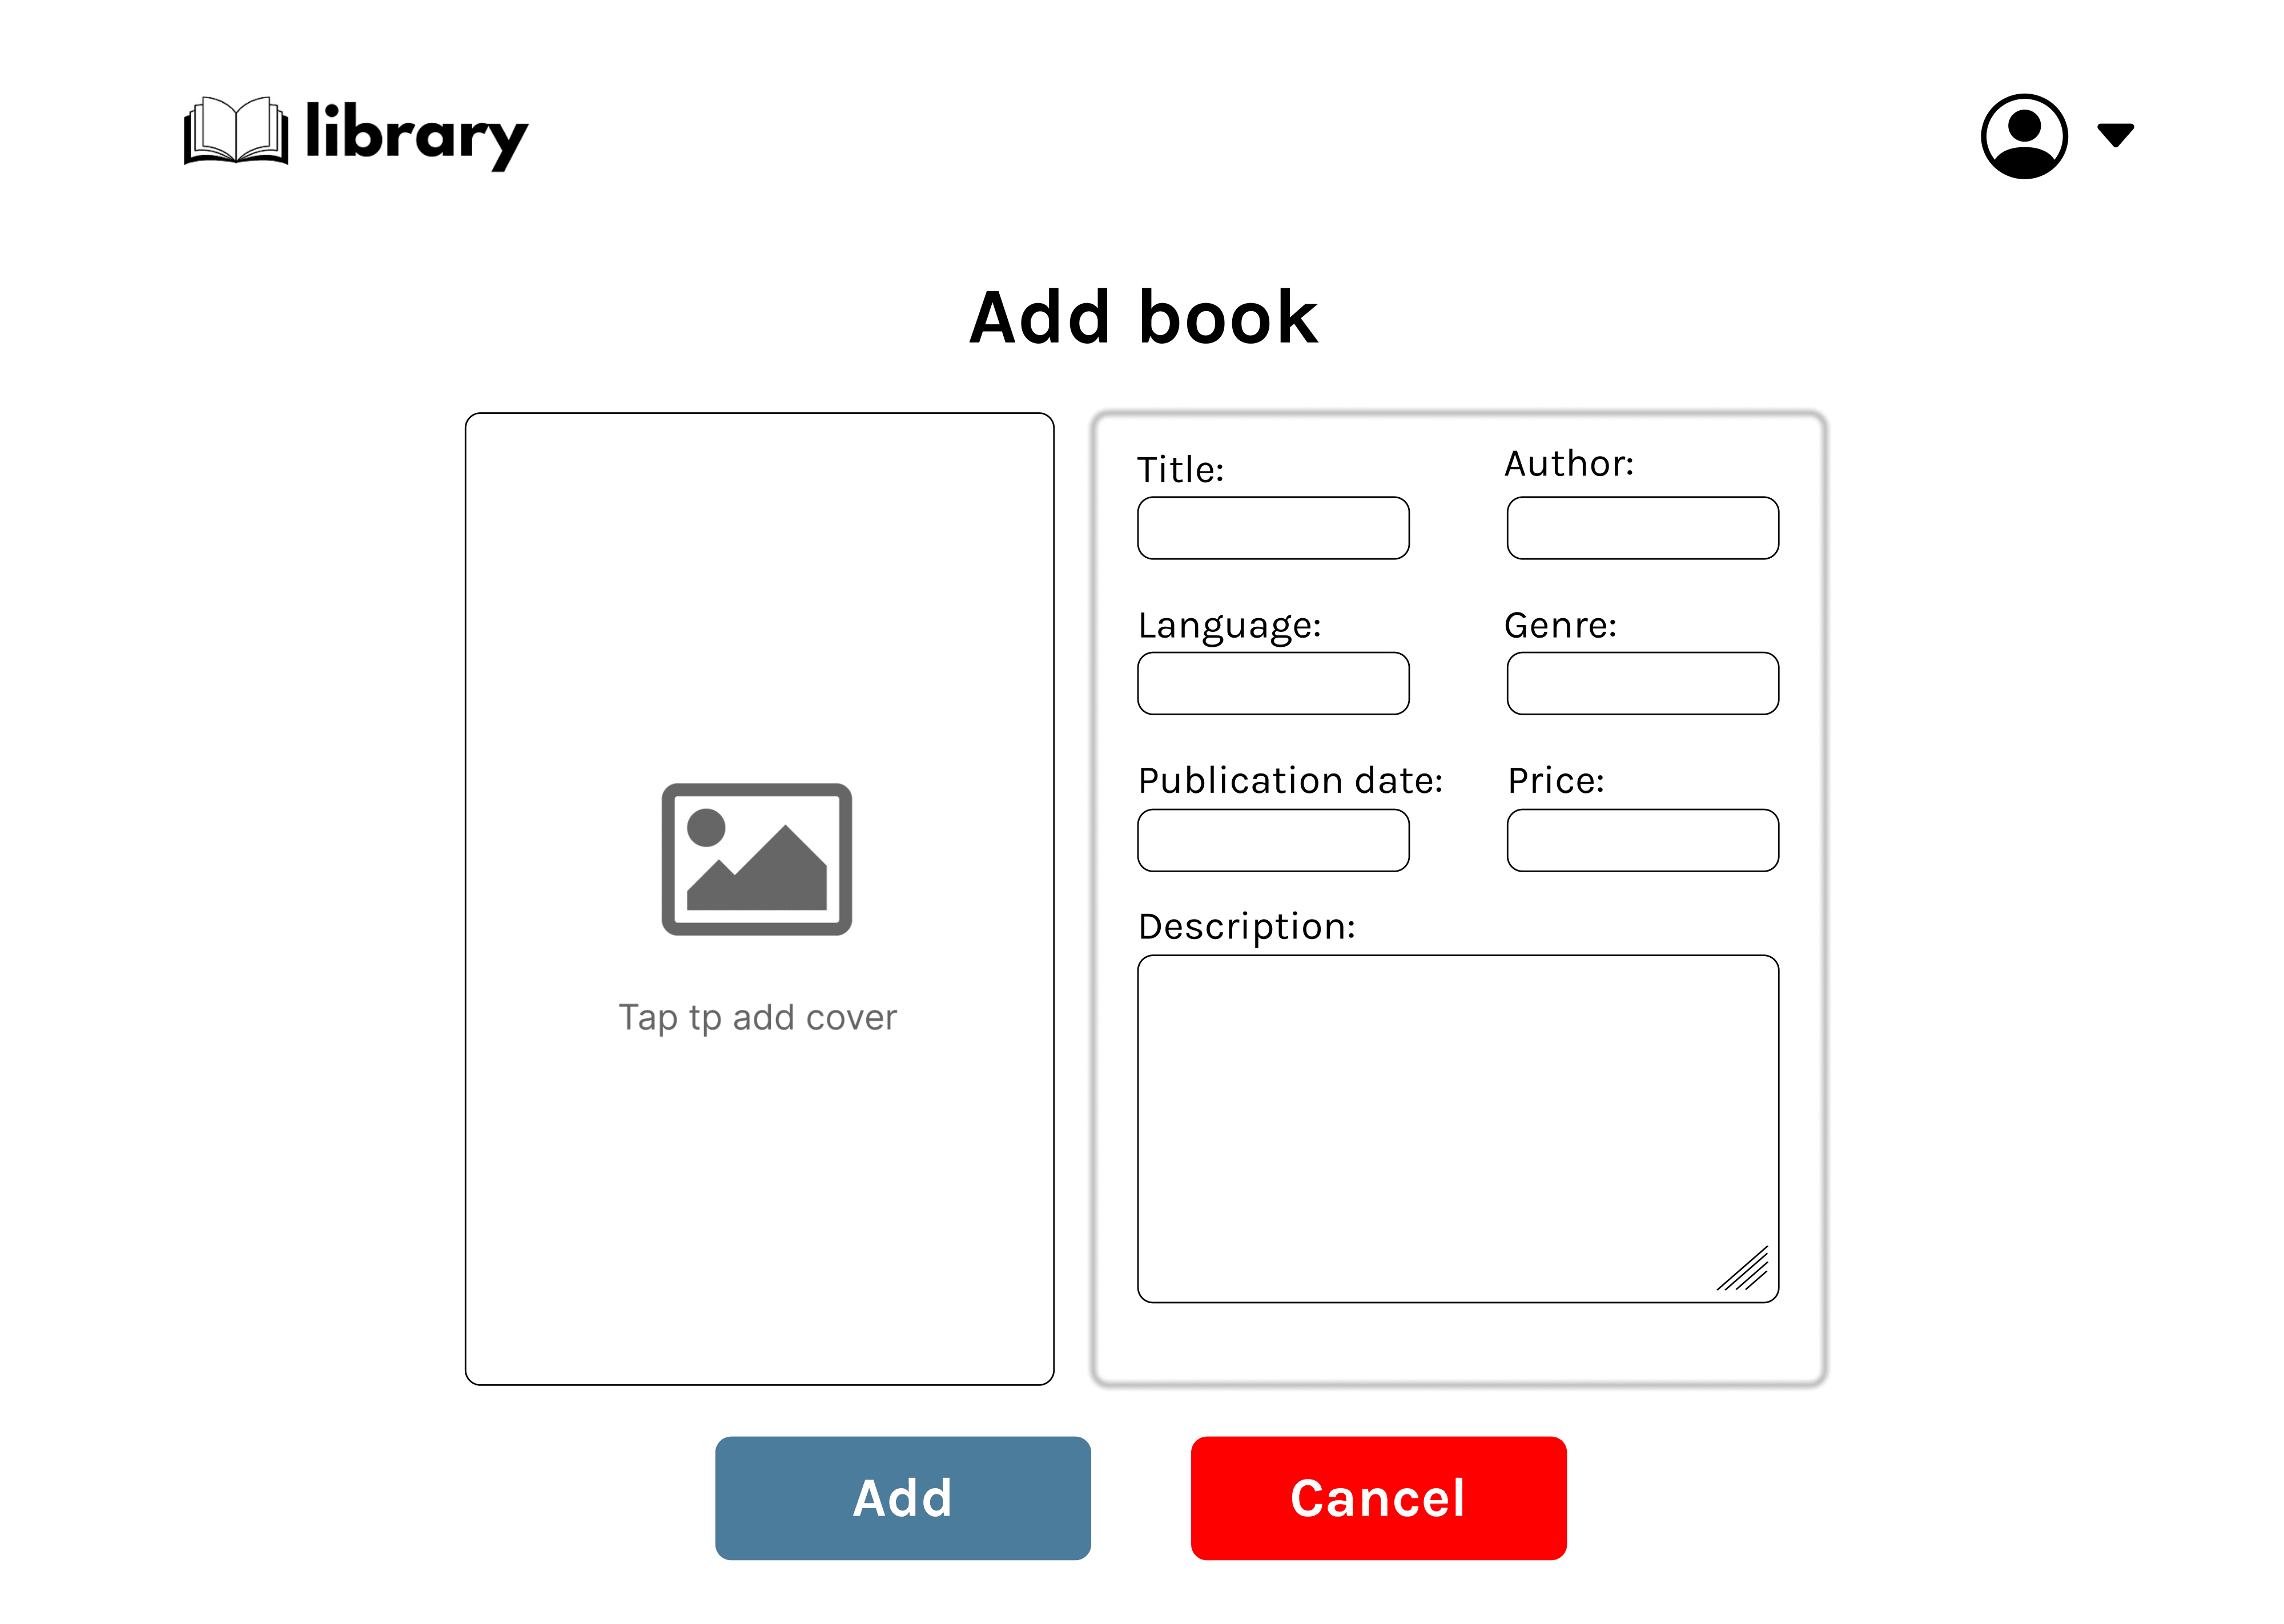 library
Add book
Title:
Author:
Language:
Genre:
Publication date:
Price:
Description:
Tap tp add cover
Add
Cancel